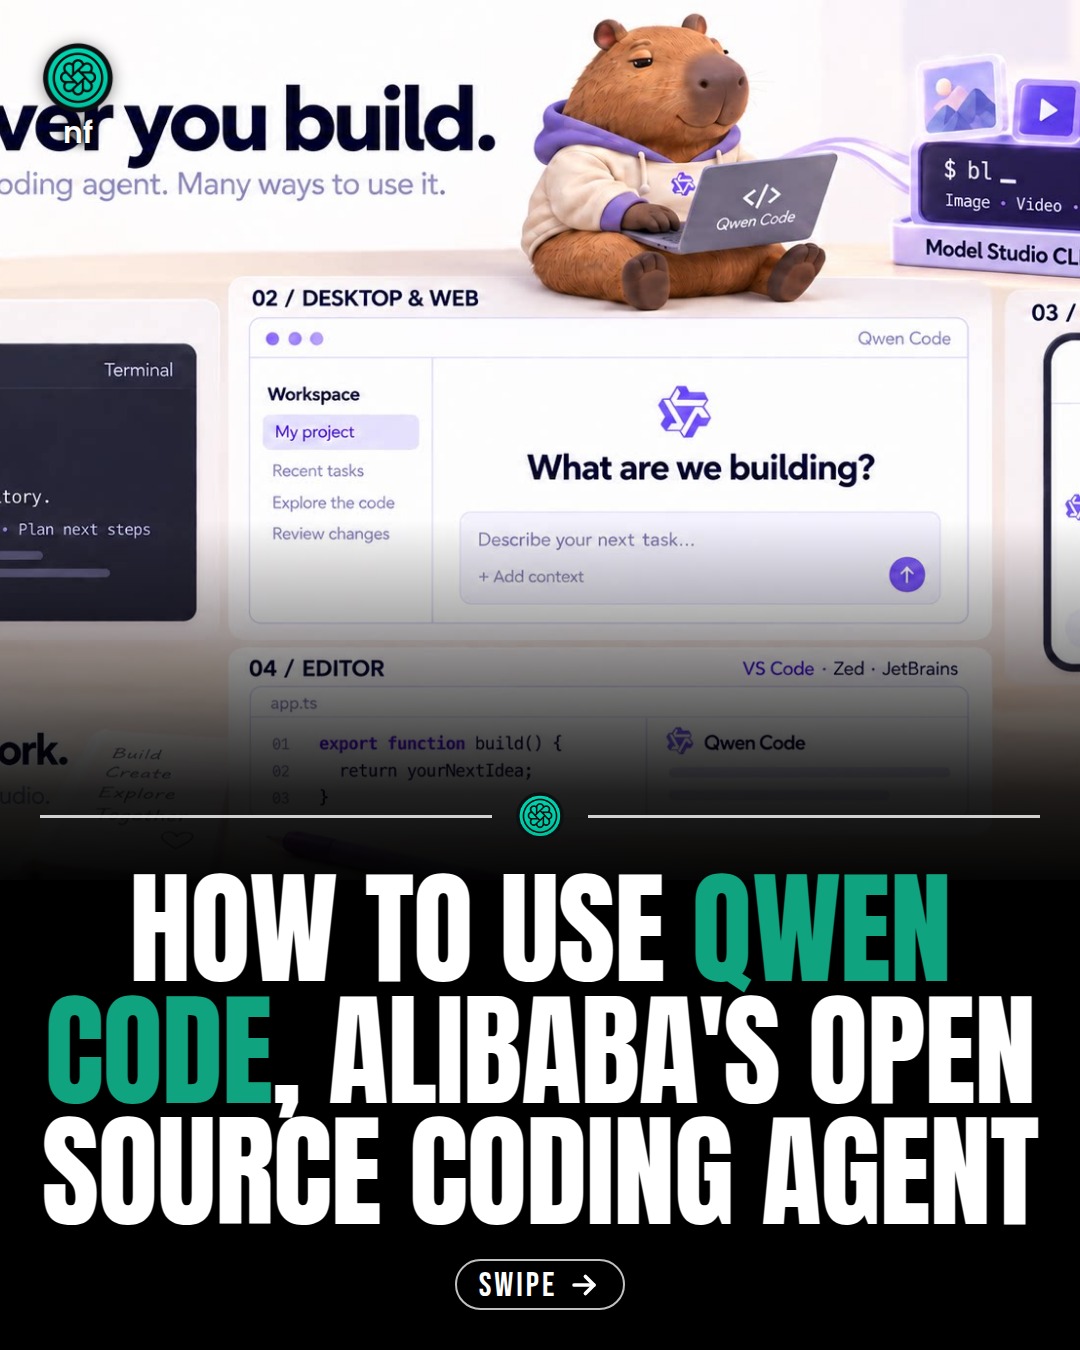 ver you build.
nf
oding agent. Many ways to use it.
</>
Qwen Code
$ bl _
Image • Video •
Model Studio CL
02 / DESKTOP & WEB
03 /
Terminal
Qwen Code
Workspace
My project
Recent tasks
Explore the code
Review changes
What are we building?
Describe your next task...
+ Add context
tory.
• Plan next steps
04 / EDITOR
VS Code · Zed · JetBrains
app.ts
01 export function build() {
02 return yourNextIdea;
03 }
Qwen Code
ork.
udio.
Build
Create
Explore
Together
HOW TO USE QWEN
CODE, ALIBABA'S OPEN
SOURCE CODING AGENT
SWIPE →